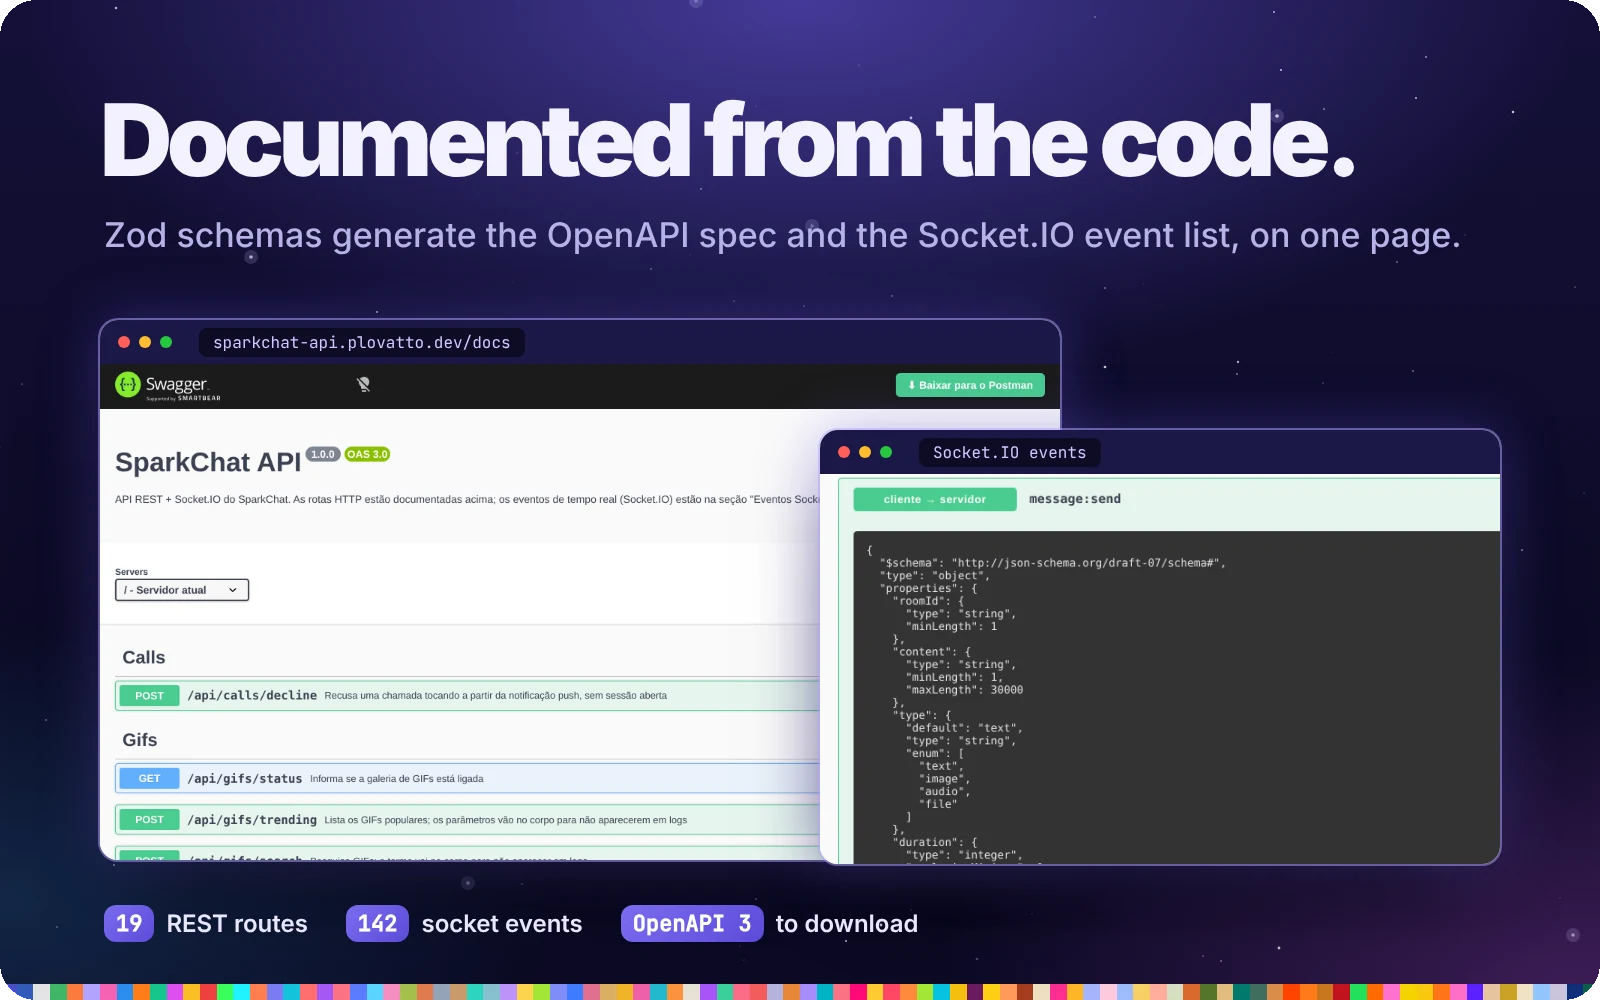 Documented from the code.
Zod schemas generate the OpenAPI spec and the Socket.IO event list, on one page.
sparkchat-api.plovatto.dev/docs
Swagger
Supported by SMARTBEAR
Baixar para o Postman
SparkChat API 1.0.0 OAS 3.0
API REST + Socket.IO do SparkChat. As rotas HTTP estão documentadas acima; os eventos de tempo real (Socket.IO) estão na seção "Eventos
Servers
/ - Servidor atual
Calls
POST /api/calls/decline Recusa uma chamada tocando a partir da notificação push, sem sessão aberta
Gifs
GET /api/gifs/status Informa se a galeria de GIFs está ligada
POST /api/gifs/trending Lista os GIFs populares; os parâmetros vão no corpo para não aparecerem em logs
POST /api/gifs/search
Socket.IO events
cliente → servidor message:send
{
"$schema": "http://json-schema.org/draft-07/schema#",
"type": "object",
"properties": {
"roomId": {
"type": "string",
"minLength": 1
},
"content": {
"type": "string",
"minLength": 1,
"maxLength": 30000
},
"type": {
"default": "text",
"type": "string",
"enum": [
"text",
"image",
"audio",
"file"
]
},
"duration": {
"type": "integer",
19 REST routes 142 socket events OpenAPI 3 to download